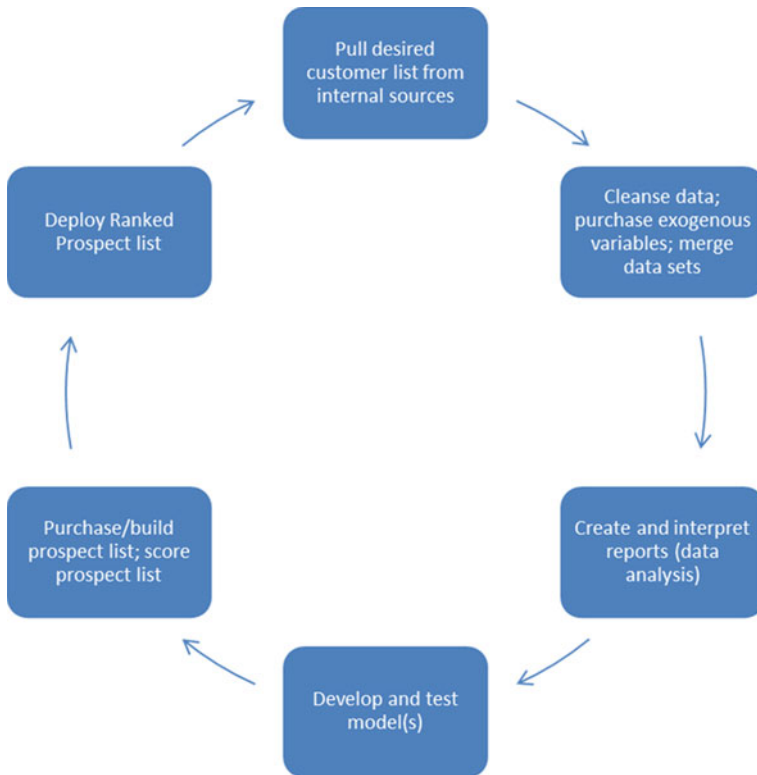 Pull desired
customer list from
internal sources
Cleanse data;
purchase exogenous
variables; merge
data sets
Create and interpret
reports (data
analysis)
Develop and test
model(s)
Purchase/build
prospect list; score
prospect list
Deploy Ranked
Prospect list